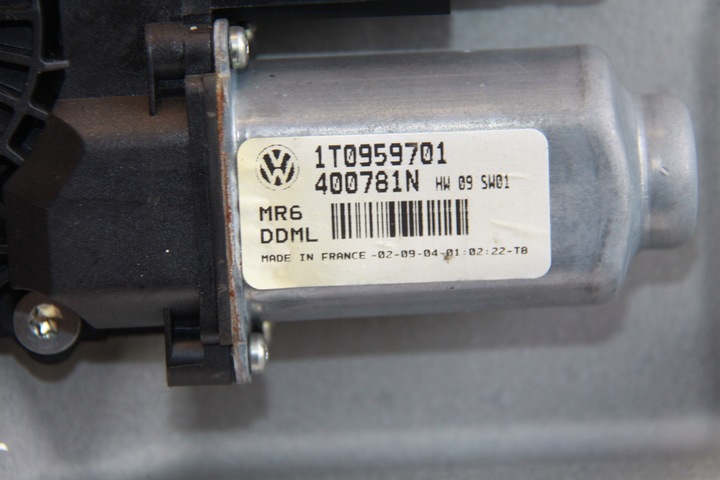 1T0959701
400781N HW 09 SW01
MR6
DDML
MADE IN FRANCE -02-09-04-01:02:22-T8